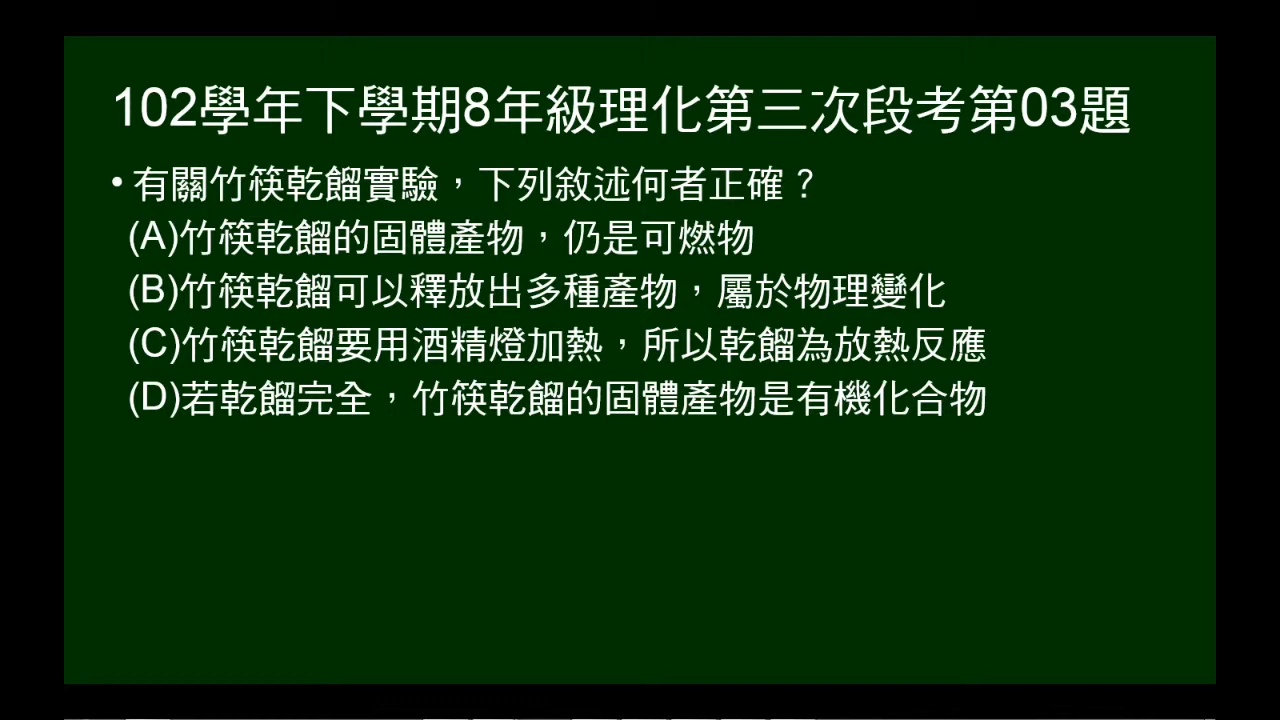 102學年下學期8年級理化第三次段考第03題
•有關竹筷乾餾實驗，下列敘述何者正確？
(A)竹筷乾餾的固體產物，仍是可燃物
(B)竹筷乾餾可以釋放出多種產物，屬於物理變化
(C)竹筷乾餾要用酒精燈加熱，所以乾餾為放熱反應
(D)若乾餾完全，竹筷乾餾的固體產物是有機化合物